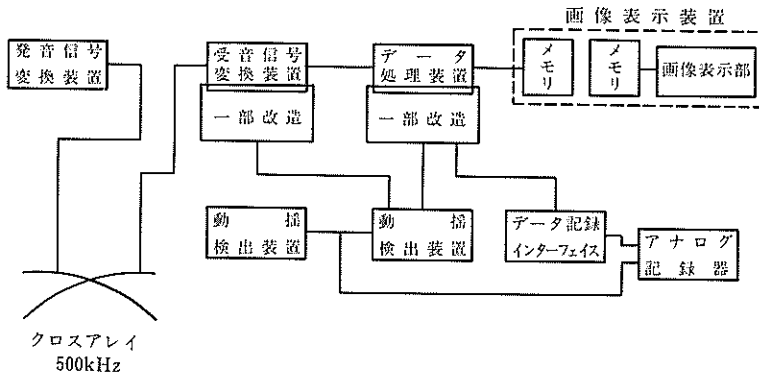 画像表示装置
発音信号
変換装置
受音信号
変換装置
データ
処理装置
メモリ
メモリ
画像表示部
一部改造
一部改造
動揺
検出装置
動揺
検出装置
データ記録
インターフェイス
アナログ
記録器
クロスアレイ
500kHz